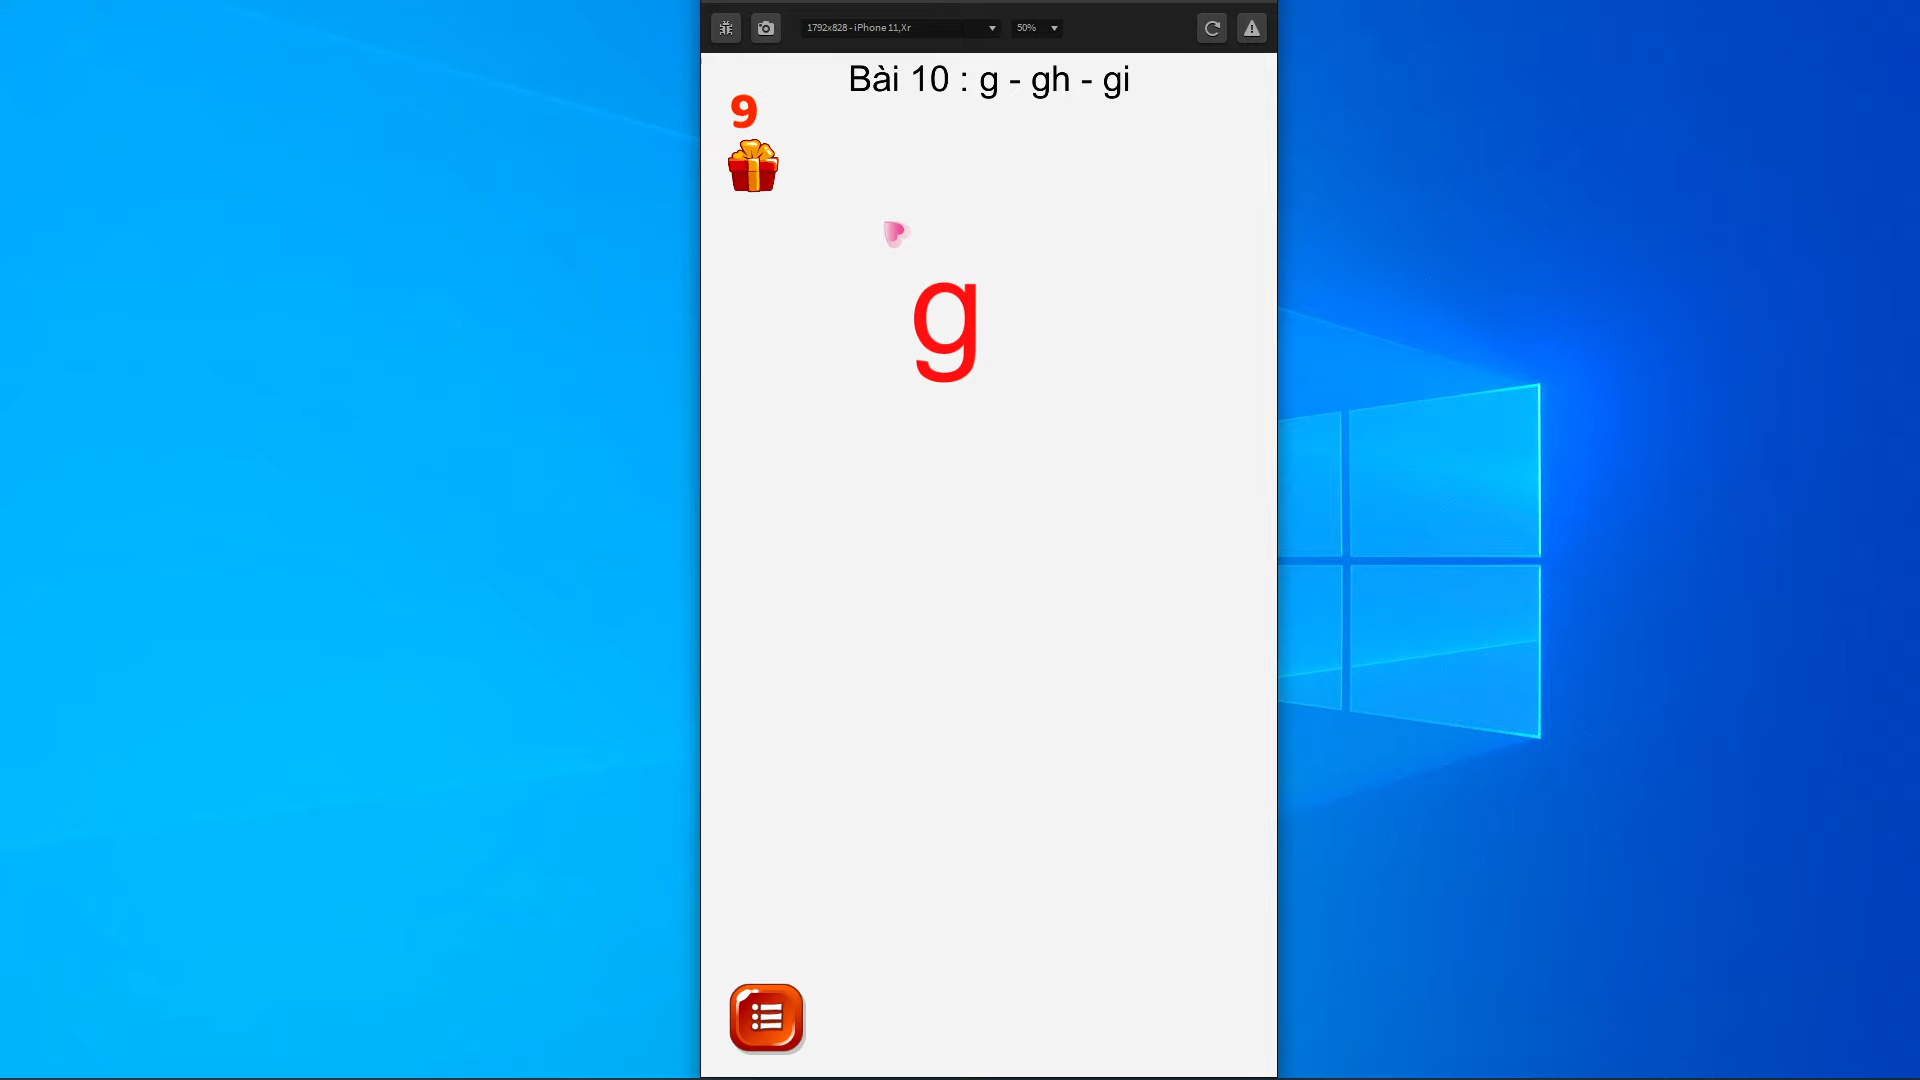 1792x828 - iPhone 11,Xr 50%
Bài 10 : g - gh - gi
9
g